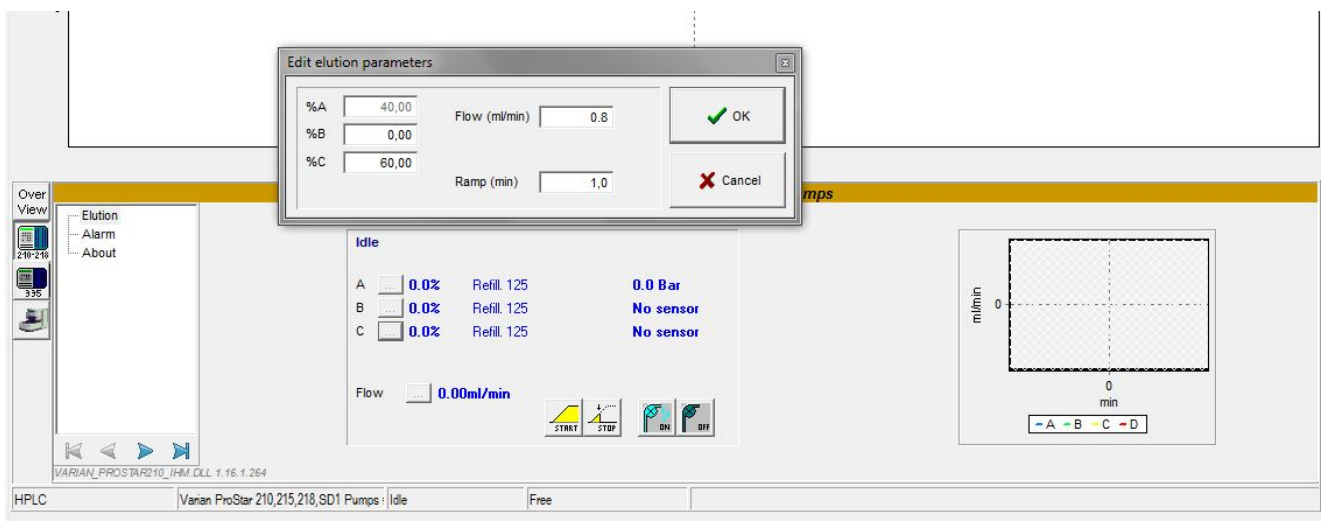 Edit elution parameters
%A 40,00
Flow (ml/min) 0.8
OK
%B 0,00
%C 60,00
Ramp (min) 1,0
Cancel
mps
Over
View
Elution
Alarm
About
210-218
335
Idle
A ... 0.0% Refill. 125 0.0 Bar
B ... 0.0% Refill. 125 No sensor
C ... 0.0% Refill. 125 No sensor
Flow ... 0.00ml/min
START STOP ON OFF
ml/min
0
0
min
A B C D
VARIAN_PROSTAR210_IHM.DLL 1.16.1.264
HPLC Varian ProStar 210,215,218,SD1 Pumps Idle Free